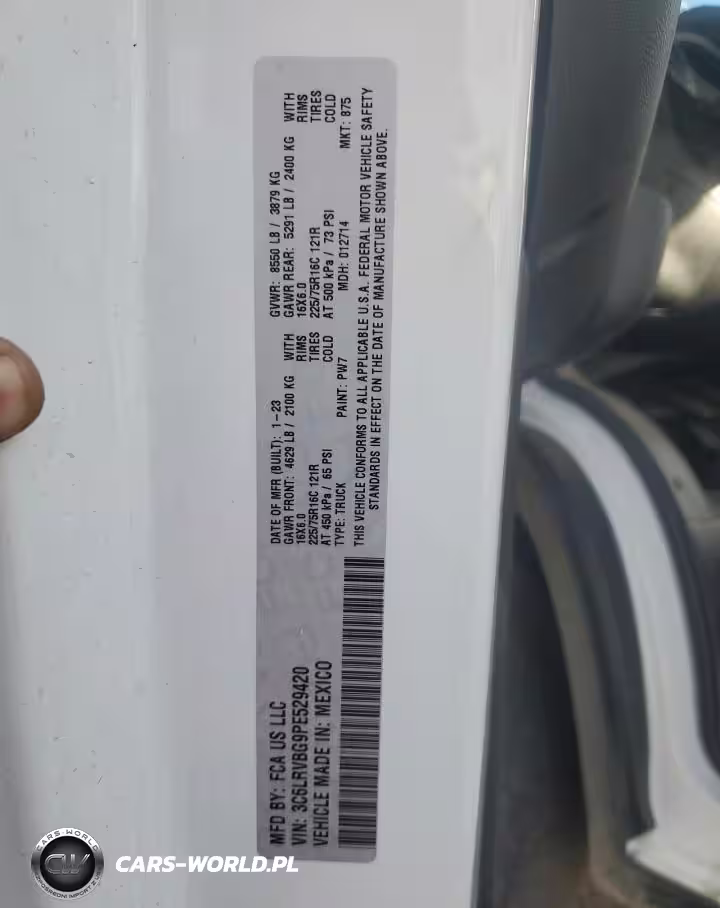 MFD BY: FCA US LLC
VIN: 3C6LRVBG9PE529420
VEHICLE MADE IN: MEXICO
DATE OF MFR (BUILT): 1-23 GVWR: 8550 LB / 3879 KG
GAWR FRONT: 4629 LB / 2100 KG WITH GAWR REAR: 5291 LB / 2400 KG WITH
16X6.0 RIMS 16X6.0 RIMS
225/75R16C 121R TIRES 225/75R16C 121R TIRES
AT 450 kPa / 65 PSI COLD AT 500 kPa / 73 PSI COLD
TYPE: TRUCK PAINT: PW7 MDH: 012714 MKT: 875
THIS VEHICLE CONFORMS TO ALL APPLICABLE U.S.A. FEDERAL MOTOR VEHICLE SAFETY
STANDARDS IN EFFECT ON THE DATE OF MANUFACTURE SHOWN ABOVE.
CARS-WORLD
CW
CARS-WORLD.PL